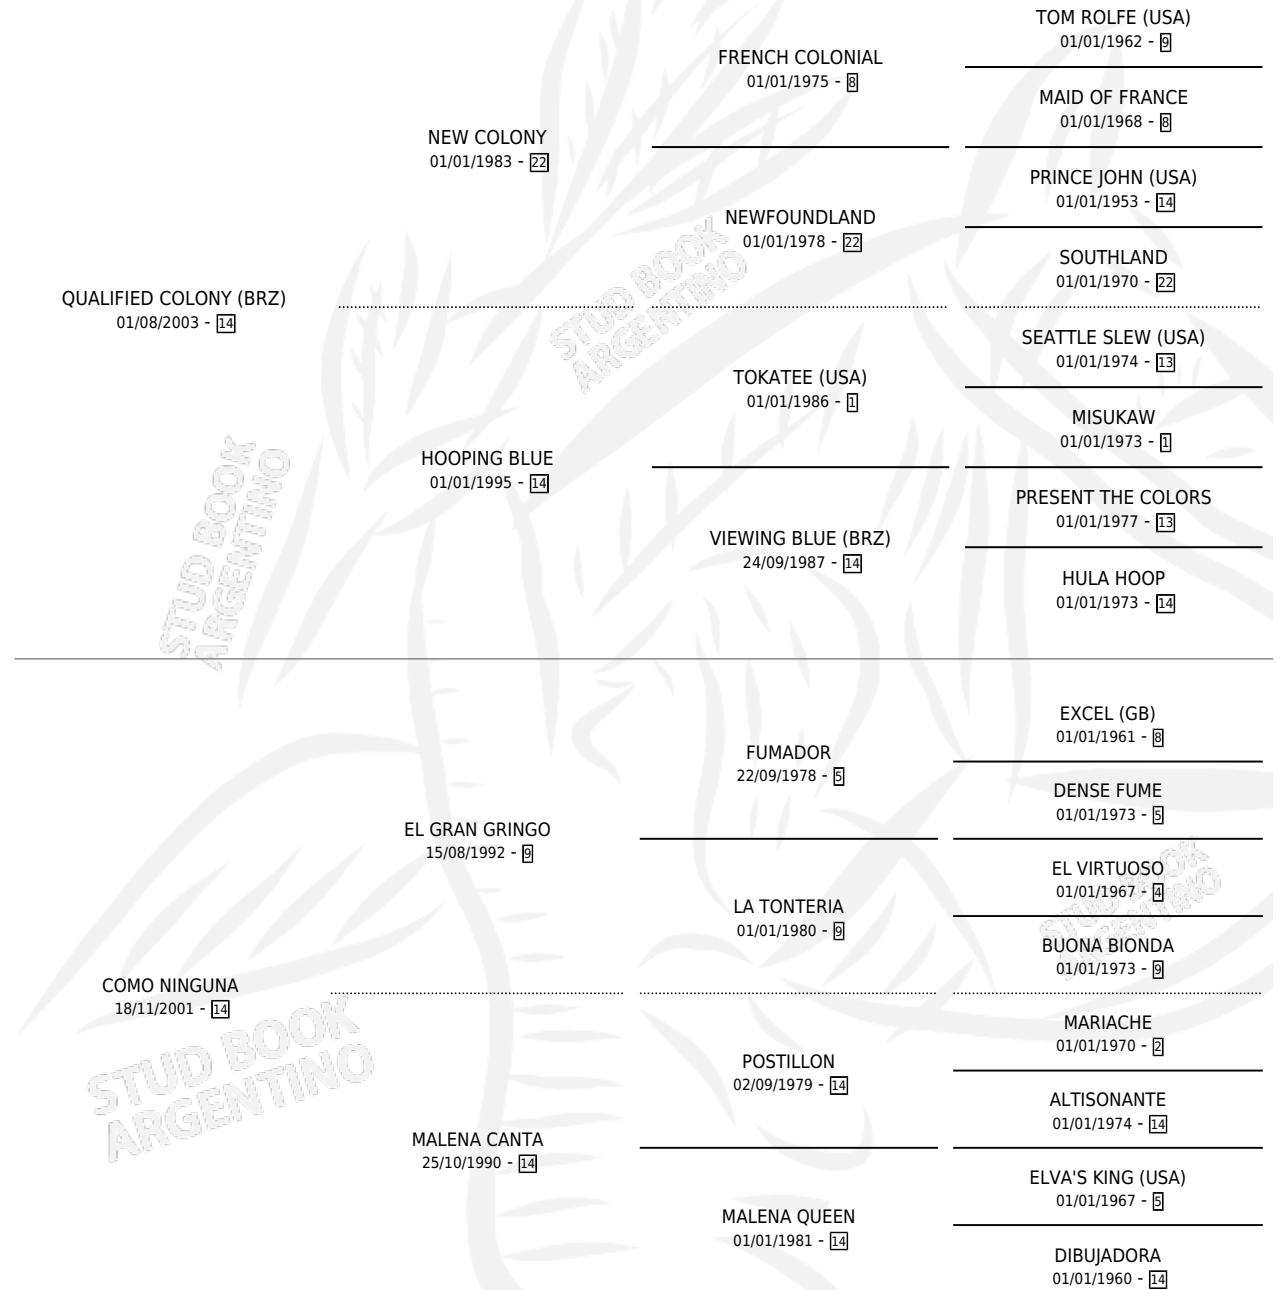 TOM ROLFE (USA)
01/01/1962 - 9
FRENCH COLONIAL
01/01/1975 - 8
MAID OF FRANCE
01/01/1968 - 8
NEW COLONY
01/01/1983 - 22
PRINCE JOHN (USA)
01/01/1953 - 14
NEWFOUNDLAND
01/01/1978 - 22
SOUTHLAND
01/01/1970 - 22
QUALIFIED COLONY (BRZ)
01/08/2003 - 14
SEATTLE SLEW (USA)
01/01/1974 - 13
TOKATEE (USA)
01/01/1986 - 1
MISUKAW
01/01/1973 - 1
HOOPING BLUE
01/01/1995 - 14
PRESENT THE COLORS
01/01/1977 - 13
VIEWING BLUE (BRZ)
24/09/1987 - 14
HULA HOOP
01/01/1973 - 14
STUD BOOK
ARGENTINO
STUD BOOK
ARGENTINO
EXCEL (GB)
01/01/1961 - 8
FUMADOR
22/09/1978 - 5
DENSE FUME
01/01/1973 - 5
EL GRAN GRINGO
15/08/1992 - 9
EL VIRTUOSO
01/01/1967 - 4
LA TONTERIA
01/01/1980 - 9
BUONA BIONDA
01/01/1973 - 9
COMO NINGUNA
18/11/2001 - 14
MARIACHE
01/01/1970 - 2
POSTILLON
02/09/1979 - 14
ALTISONANTE
01/01/1974 - 14
MALENA CANTA
25/10/1990 - 14
ELVA'S KING (USA)
01/01/1967 - 5
MALENA QUEEN
01/01/1981 - 14
DIBUJADORA
01/01/1960 - 14
STUD BOOK
ARGENTINO
STUD BOOK
ARGENTINO